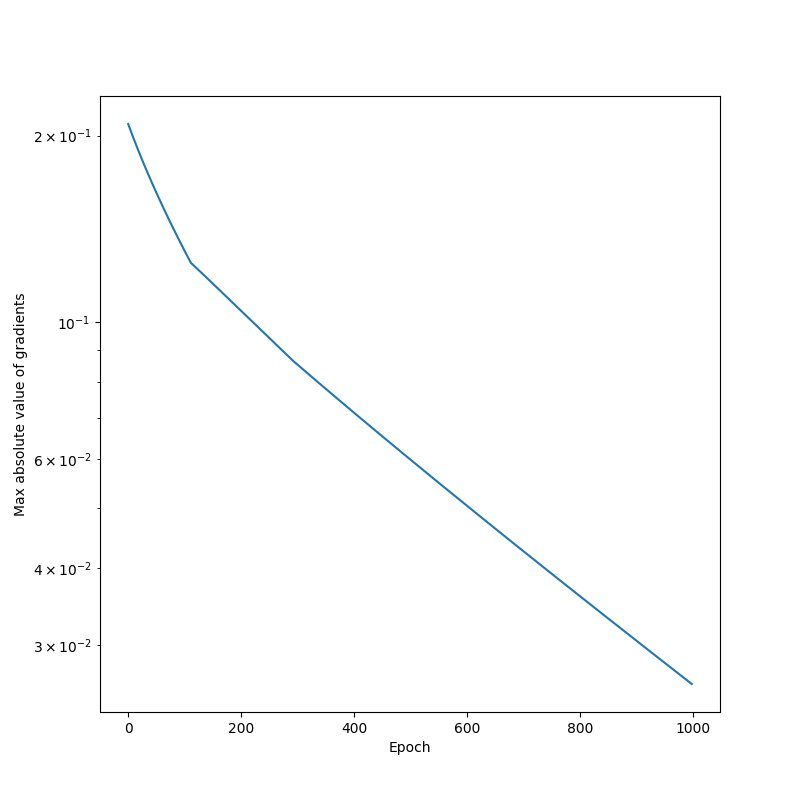 Max absolute value of gradients
2 × 10⁻¹
10⁻¹
6 × 10⁻²
4 × 10⁻²
3 × 10⁻²
0 200 400 600 800 1000
Epoch